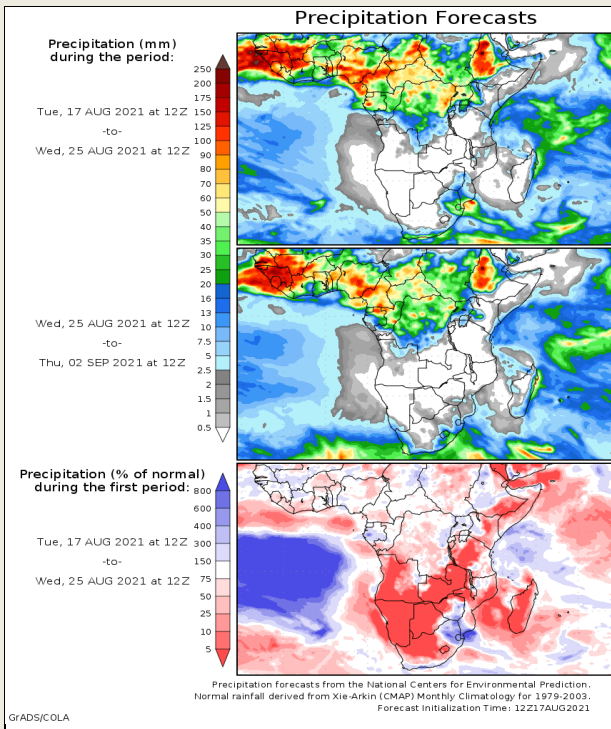 Precipitation Forecasts
Precipitation (mm)
during the period:
Tue, 17 AUG 2021 at 12Z
-to-
Wed, 25 AUG 2021 at 12Z
250
200
175
150
125
100
90
80
70
60
50
40
35
30
25
20
16
13
10
7.5
5
2.5
2
1.5
1
0.5
Wed, 25 AUG 2021 at 12Z
-to-
Thu, 02 SEP 2021 at 12Z
Precipitation (% of normal)
during the first period:
Tue, 17 AUG 2021 at 12Z
-to-
Wed, 25 AUG 2021 at 12Z
800
600
400
300
150
75
50
25
10
5
Precipitation forecasts from the National Centers for Environmental Prediction.
Normal rainfall derived from Xie-Arkin (CMAP) Monthly Climatology for 1979-2003.
Forecast Initialization Time: 12Z17AUG2021
GrADS/COLA